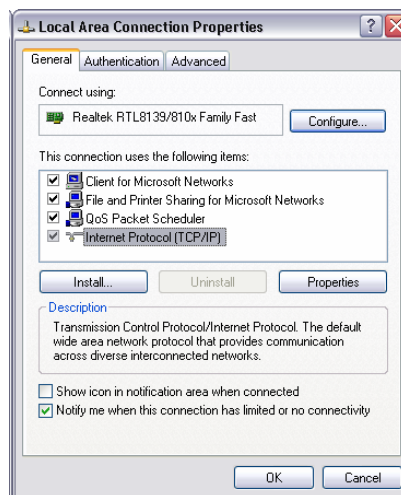 Local Area Connection Properties
?
General Authentication Advanced
Connect using:
Realtek RTL8139/810x Family Fast
Configure...
This connection uses the following items:
Client for Microsoft Networks
File and Printer Sharing for Microsoft Networks
QoS Packet Scheduler
Internet Protocol (TCP/IP)
Install... Uninstall Properties
Description
Transmission Control Protocol/Internet Protocol. The default
wide area network protocol that provides communication
across diverse interconnected networks.
Show icon in notification area when connected
Notify me when this connection has limited or no connectivity
OK Cancel